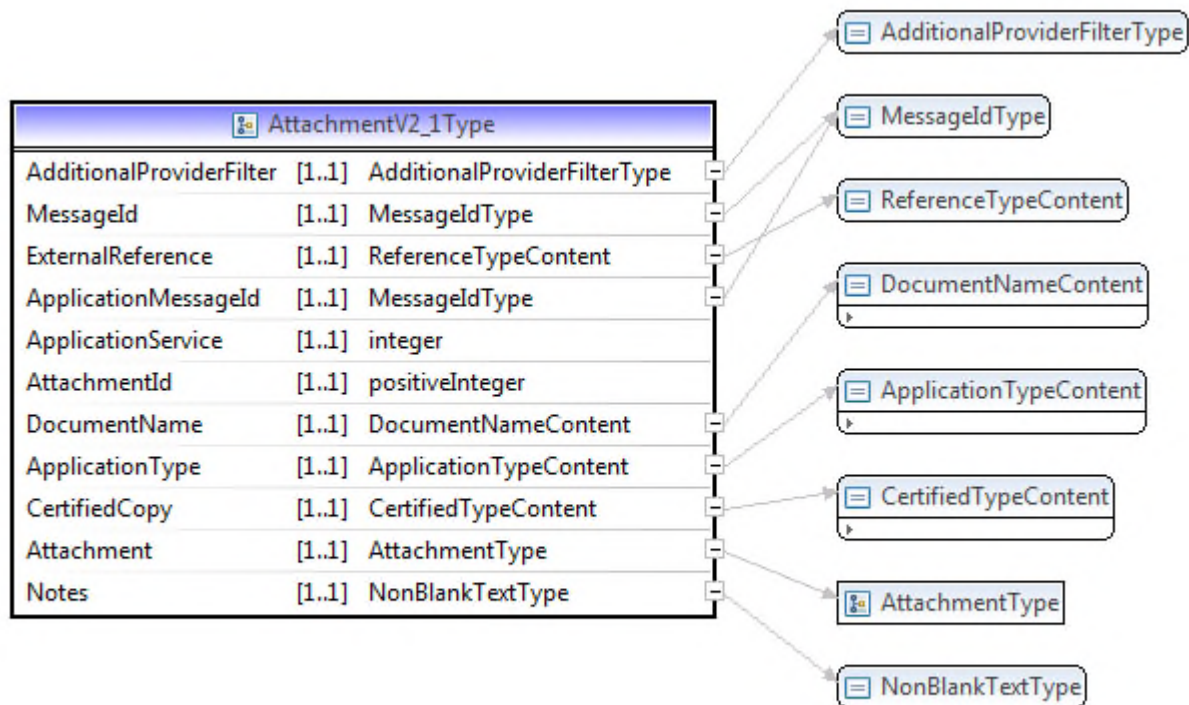 AttachmentV2_1Type
AdditionalProviderFilter [1..1] AdditionalProviderFilterType
MessageId [1..1] MessageIdType
ExternalReference [1..1] ReferenceTypeContent
ApplicationMessageId [1..1] MessageIdType
ApplicationService [1..1] integer
AttachmentId [1..1] positiveInteger
DocumentName [1..1] DocumentNameContent
ApplicationType [1..1] ApplicationTypeContent
CertifiedCopy [1..1] CertifiedTypeContent
Attachment [1..1] AttachmentType
Notes [1..1] NonBlankTextType
AdditionalProviderFilterType
MessageIdType
ReferenceTypeContent
DocumentNameContent
ApplicationTypeContent
CertifiedTypeContent
AttachmentType
NonBlankTextType